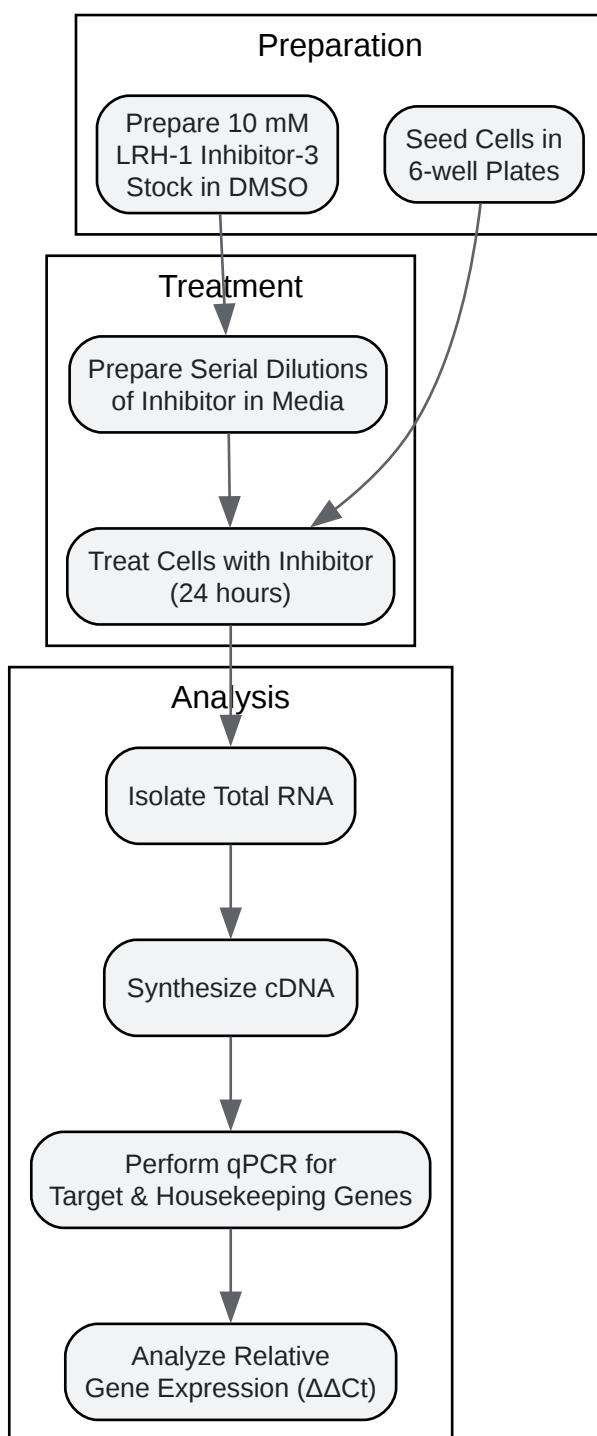 Preparation
Prepare 10 mM
LRH-1 Inhibitor-3
Stock in DMSO
Seed Cells in
6-well Plates
Treatment
Prepare Serial Dilutions
of Inhibitor in Media
Treat Cells with Inhibitor
(24 hours)
Analysis
Isolate Total RNA
Synthesize cDNA
Perform qPCR for
Target & Housekeeping Genes
Analyze Relative
Gene Expression (ΔΔCt)